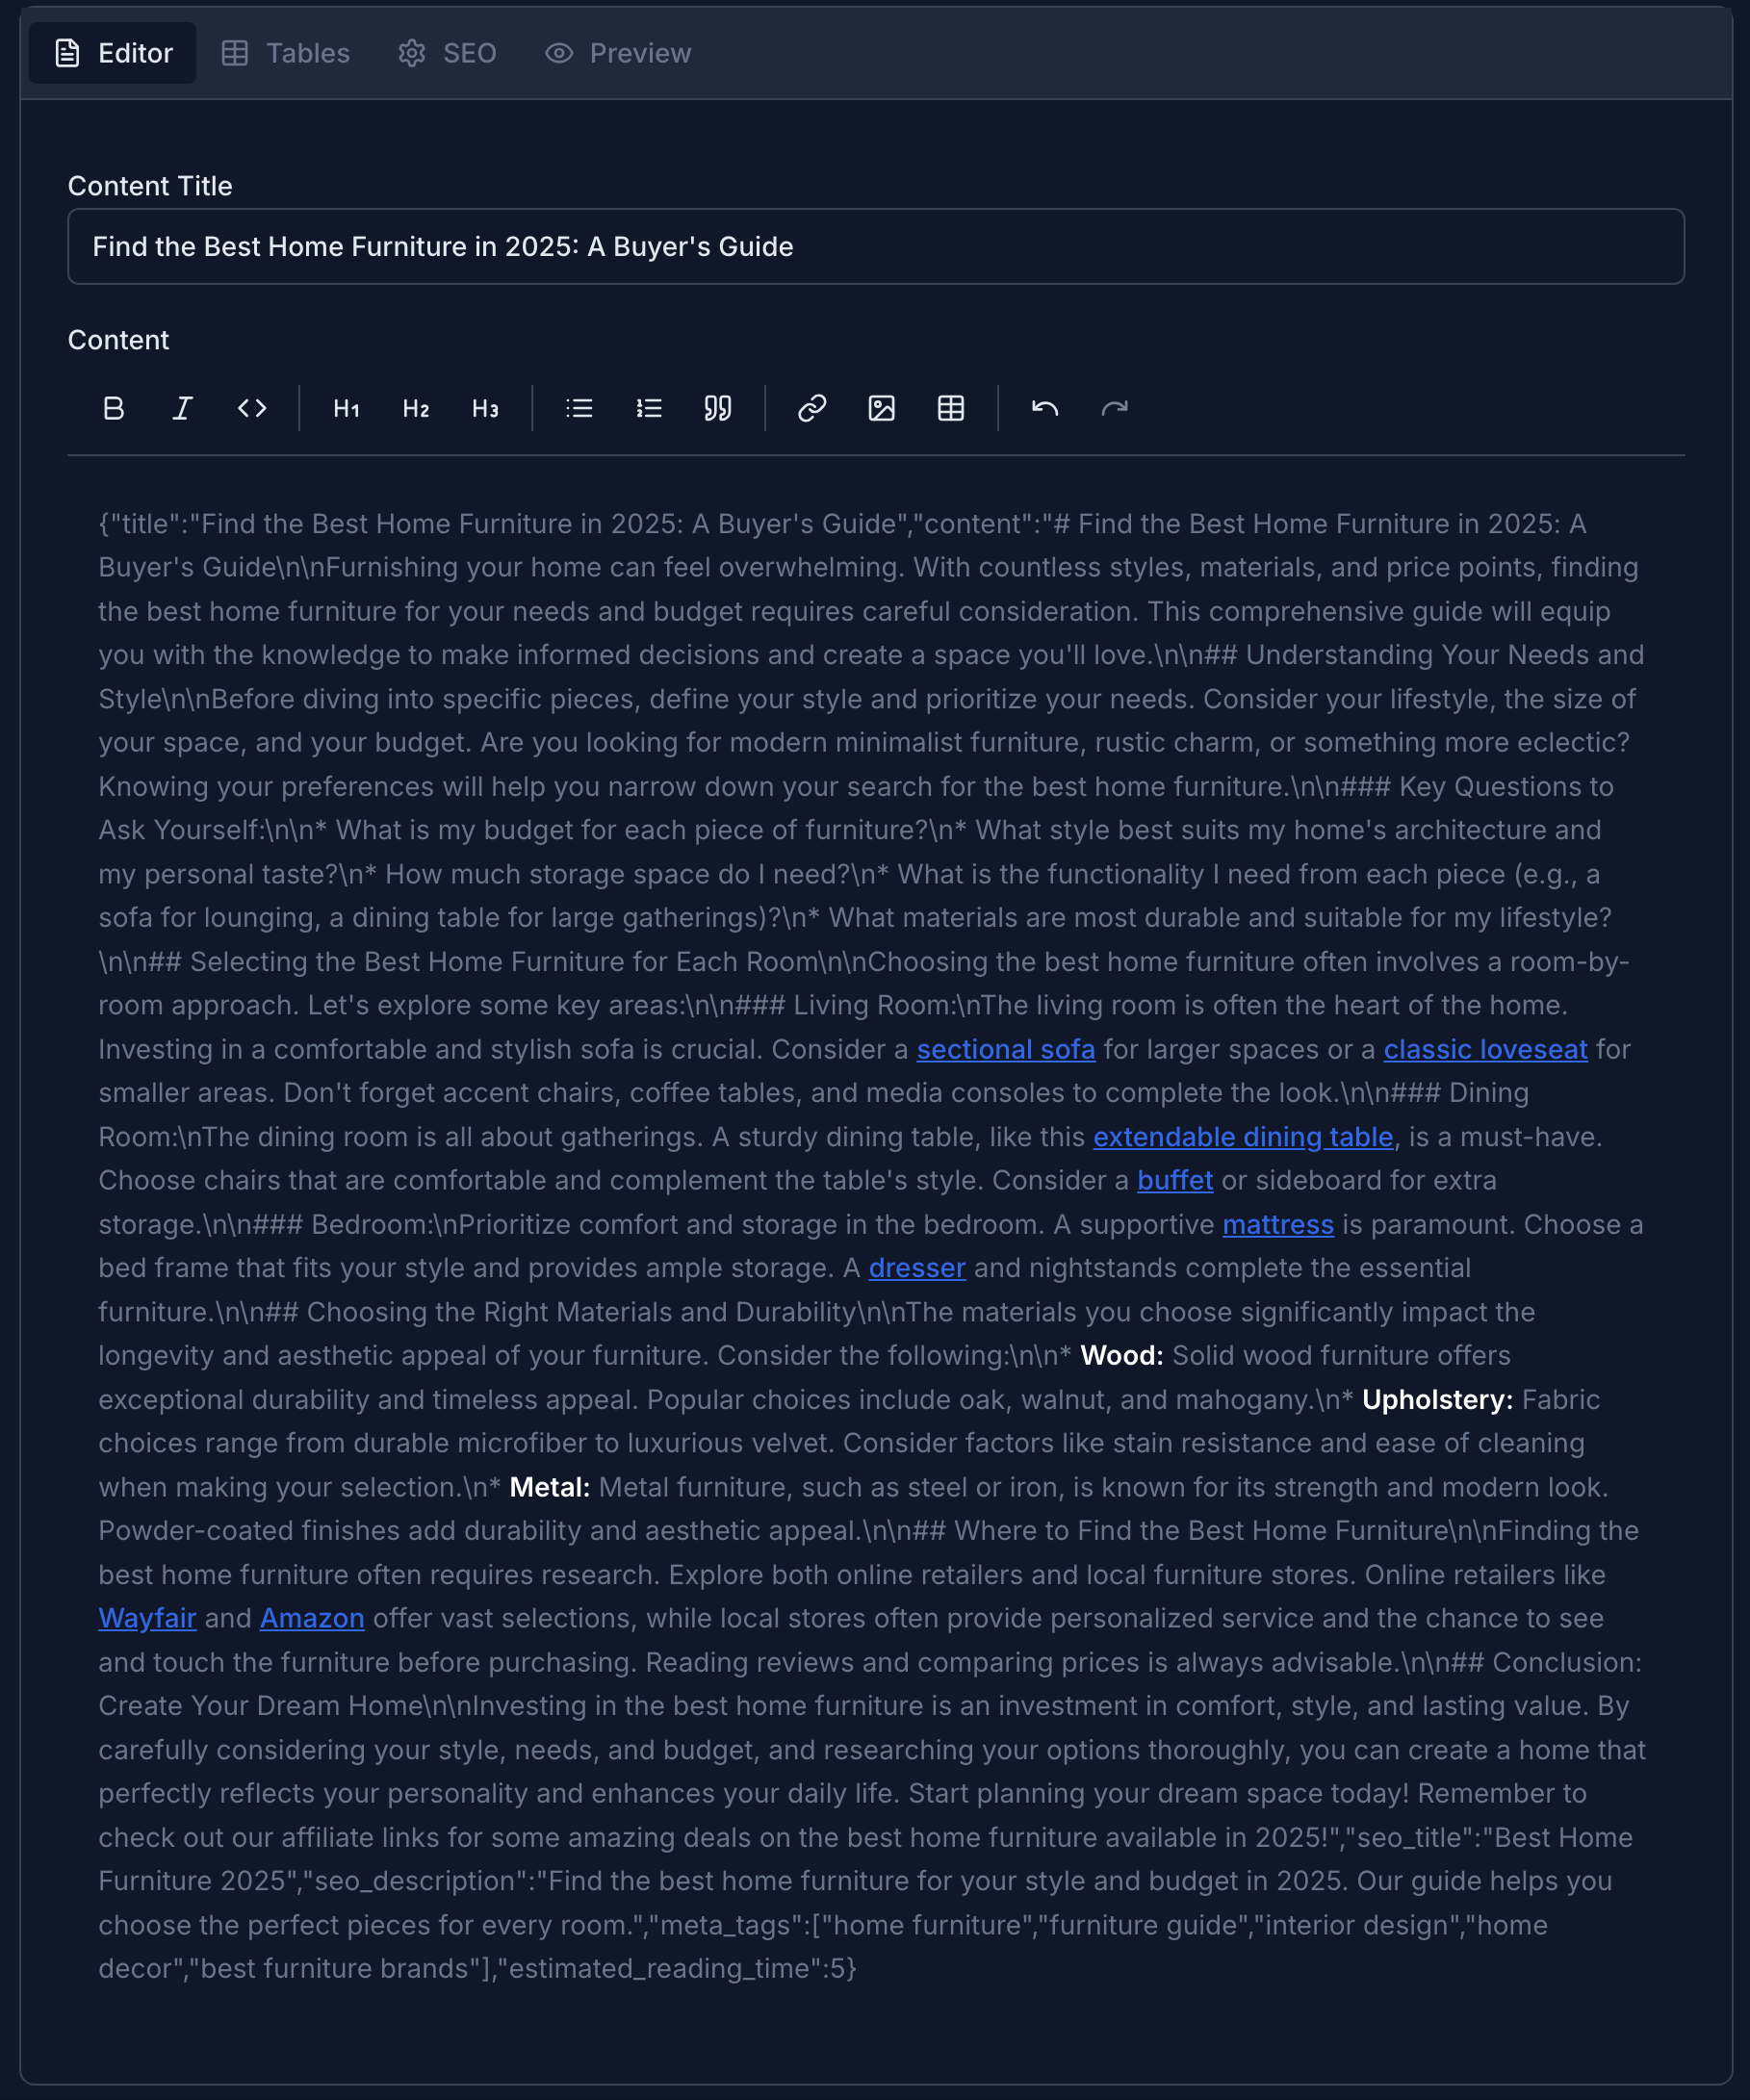 Editor Tables SEO Preview
Content Title
Find the Best Home Furniture in 2025: A Buyer's Guide
Content
B I <> H1 H2 H3
{"title":"Find the Best Home Furniture in 2025: A Buyer's Guide","content":"# Find the Best Home Furniture in 2025: A
Buyer's Guide\n\nFurnishing your home can feel overwhelming. With countless styles, materials, and price points, finding
the best home furniture for your needs and budget requires careful consideration. This comprehensive guide will equip
you with the knowledge to make informed decisions and create a space you'll love.\n\n## Understanding Your Needs and
Style\n\nBefore diving into specific pieces, define your style and prioritize your needs. Consider your lifestyle, the size of
your space, and your budget. Are you looking for modern minimalist furniture, rustic charm, or something more eclectic?
Knowing your preferences will help you narrow down your search for the best home furniture.\n\n### Key Questions to
Ask Yourself:\n\n* What is my budget for each piece of furniture?\n* What style best suits my home's architecture and
my personal taste?\n* How much storage space do I need?\n* What is the functionality I need from each piece (e.g., a
sofa for lounging, a dining table for large gatherings)?\n* What materials are most durable and suitable for my lifestyle?
\n\n## Selecting the Best Home Furniture for Each Room\n\nChoosing the best home furniture often involves a room-by-
room approach. Let's explore some key areas:\n\n### Living Room:\nThe living room is often the heart of the home.
Investing in a comfortable and stylish sofa is crucial. Consider a sectional sofa for larger spaces or a classic loveseat for
smaller areas. Don't forget accent chairs, coffee tables, and media consoles to complete the look.\n\n### Dining
Room:\nThe dining room is all about gatherings. A sturdy dining table, like this extendable dining table, is a must-have.
Choose chairs that are comfortable and complement the table's style. Consider a buffet or sideboard for extra
storage.\n\n### Bedroom:\nPrioritize comfort and storage in the bedroom. A supportive mattress is paramount. Choose a
bed frame that fits your style and provides ample storage. A dresser and nightstands complete the essential
furniture.\n\n## Choosing the Right Materials and Durability\n\nThe materials you choose significantly impact the
longevity and aesthetic appeal of your furniture. Consider the following:\n\n* Wood: Solid wood furniture offers
exceptional durability and timeless appeal. Popular choices include oak, walnut, and mahogany.\n* Upholstery: Fabric
choices range from durable microfiber to luxurious velvet. Consider factors like stain resistance and ease of cleaning
when making your selection.\n* Metal: Metal furniture, such as steel or iron, is known for its strength and modern look.
Powder-coated finishes add durability and aesthetic appeal.\n\n## Where to Find the Best Home Furniture\n\nFinding the
best home furniture often requires research. Explore both online retailers and local furniture stores. Online retailers like
Wayfair and Amazon offer vast selections, while local stores often provide personalized service and the chance to see
and touch the furniture before purchasing. Reading reviews and comparing prices is always advisable.\n\n## Conclusion:
Create Your Dream Home\n\nInvesting in the best home furniture is an investment in comfort, style, and lasting value. By
carefully considering your style, needs, and budget, and researching your options thoroughly, you can create a home that
perfectly reflects your personality and enhances your daily life. Start planning your dream space today! Remember to
check out our affiliate links for some amazing deals on the best home furniture available in 2025!","seo_title":"Best Home
Furniture 2025","seo_description":"Find the best home furniture for your style and budget in 2025. Our guide helps you
choose the perfect pieces for every room.","meta_tags":["home furniture","furniture guide","interior design","home
decor","best furniture brands"],"estimated_reading_time":5}